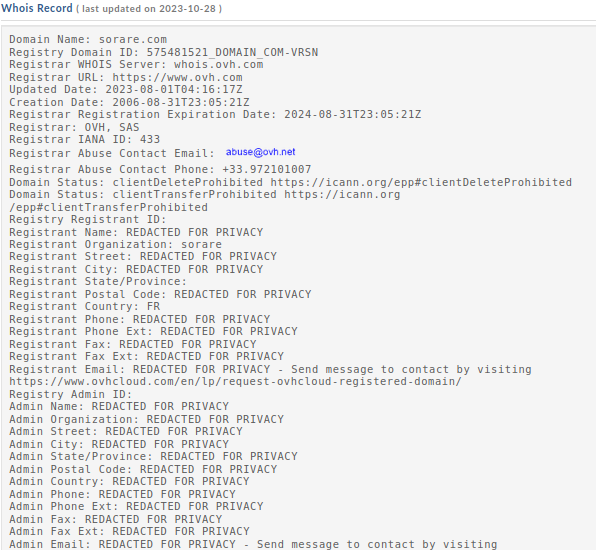 Whois Record ( last updated on 2023-10-28 )
Domain Name: sorare.com
Registry Domain ID: 575481521_DOMAIN_COM-VRSN
Registrar WHOIS Server: whois.ovh.com
Registrar URL: https://www.ovh.com
Updated Date: 2023-08-01T04:16:17Z
Creation Date: 2006-08-31T23:05:21Z
Registrar Registration Expiration Date: 2024-08-31T23:05:21Z
Registrar: OVH, SAS
Registrar IANA ID: 433
Registrar Abuse Contact Email: abuse@ovh.net
Registrar Abuse Contact Phone: +33.972101007
Domain Status: clientDeleteProhibited https://icann.org/epp#clientDeleteProhibited
Domain Status: clientTransferProhibited https://icann.org
/epp#clientTransferProhibited
Registry Registrant ID:
Registrant Name: REDACTED FOR PRIVACY
Registrant Organization: sorare
Registrant Street: REDACTED FOR PRIVACY
Registrant City: REDACTED FOR PRIVACY
Registrant State/Province:
Registrant Postal Code: REDACTED FOR PRIVACY
Registrant Country: FR
Registrant Phone: REDACTED FOR PRIVACY
Registrant Phone Ext: REDACTED FOR PRIVACY
Registrant Fax: REDACTED FOR PRIVACY
Registrant Fax Ext: REDACTED FOR PRIVACY
Registrant Email: REDACTED FOR PRIVACY - Send message to contact by visiting
https://www.ovhcloud.com/en/lp/request-ovhcloud-registered-domain/
Registry Admin ID:
Admin Name: REDACTED FOR PRIVACY
Admin Organization: REDACTED FOR PRIVACY
Admin Street: REDACTED FOR PRIVACY
Admin City: REDACTED FOR PRIVACY
Admin State/Province: REDACTED FOR PRIVACY
Admin Postal Code: REDACTED FOR PRIVACY
Admin Country: REDACTED FOR PRIVACY
Admin Phone: REDACTED FOR PRIVACY
Admin Phone Ext: REDACTED FOR PRIVACY
Admin Fax: REDACTED FOR PRIVACY
Admin Fax Ext: REDACTED FOR PRIVACY
Admin Email: REDACTED FOR PRIVACY - Send message to contact by visiting